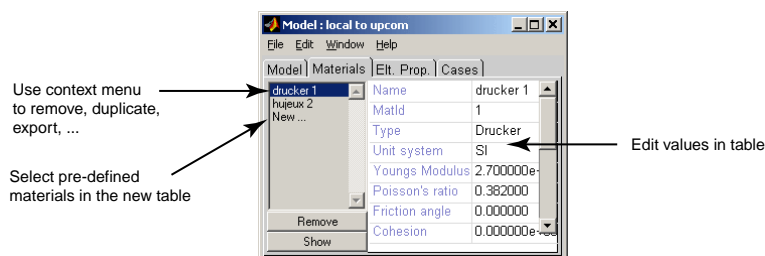 Model : local to upcom
File Edit Window Help
Model Materials Elt. Prop. Cases
Use context menu
to remove, duplicate,
export, ...
Select pre-defined
materials in the new table
drucker 1
hujeux 2
New ...
Remove
Show
Name drucker 1
MatId 1
Type Drucker
Unit system SI
Youngs Modulus 2.700000e-
Poisson's ratio 0.382000
Friction angle 0.000000
Cohesion 0.000000e+
Edit values in table